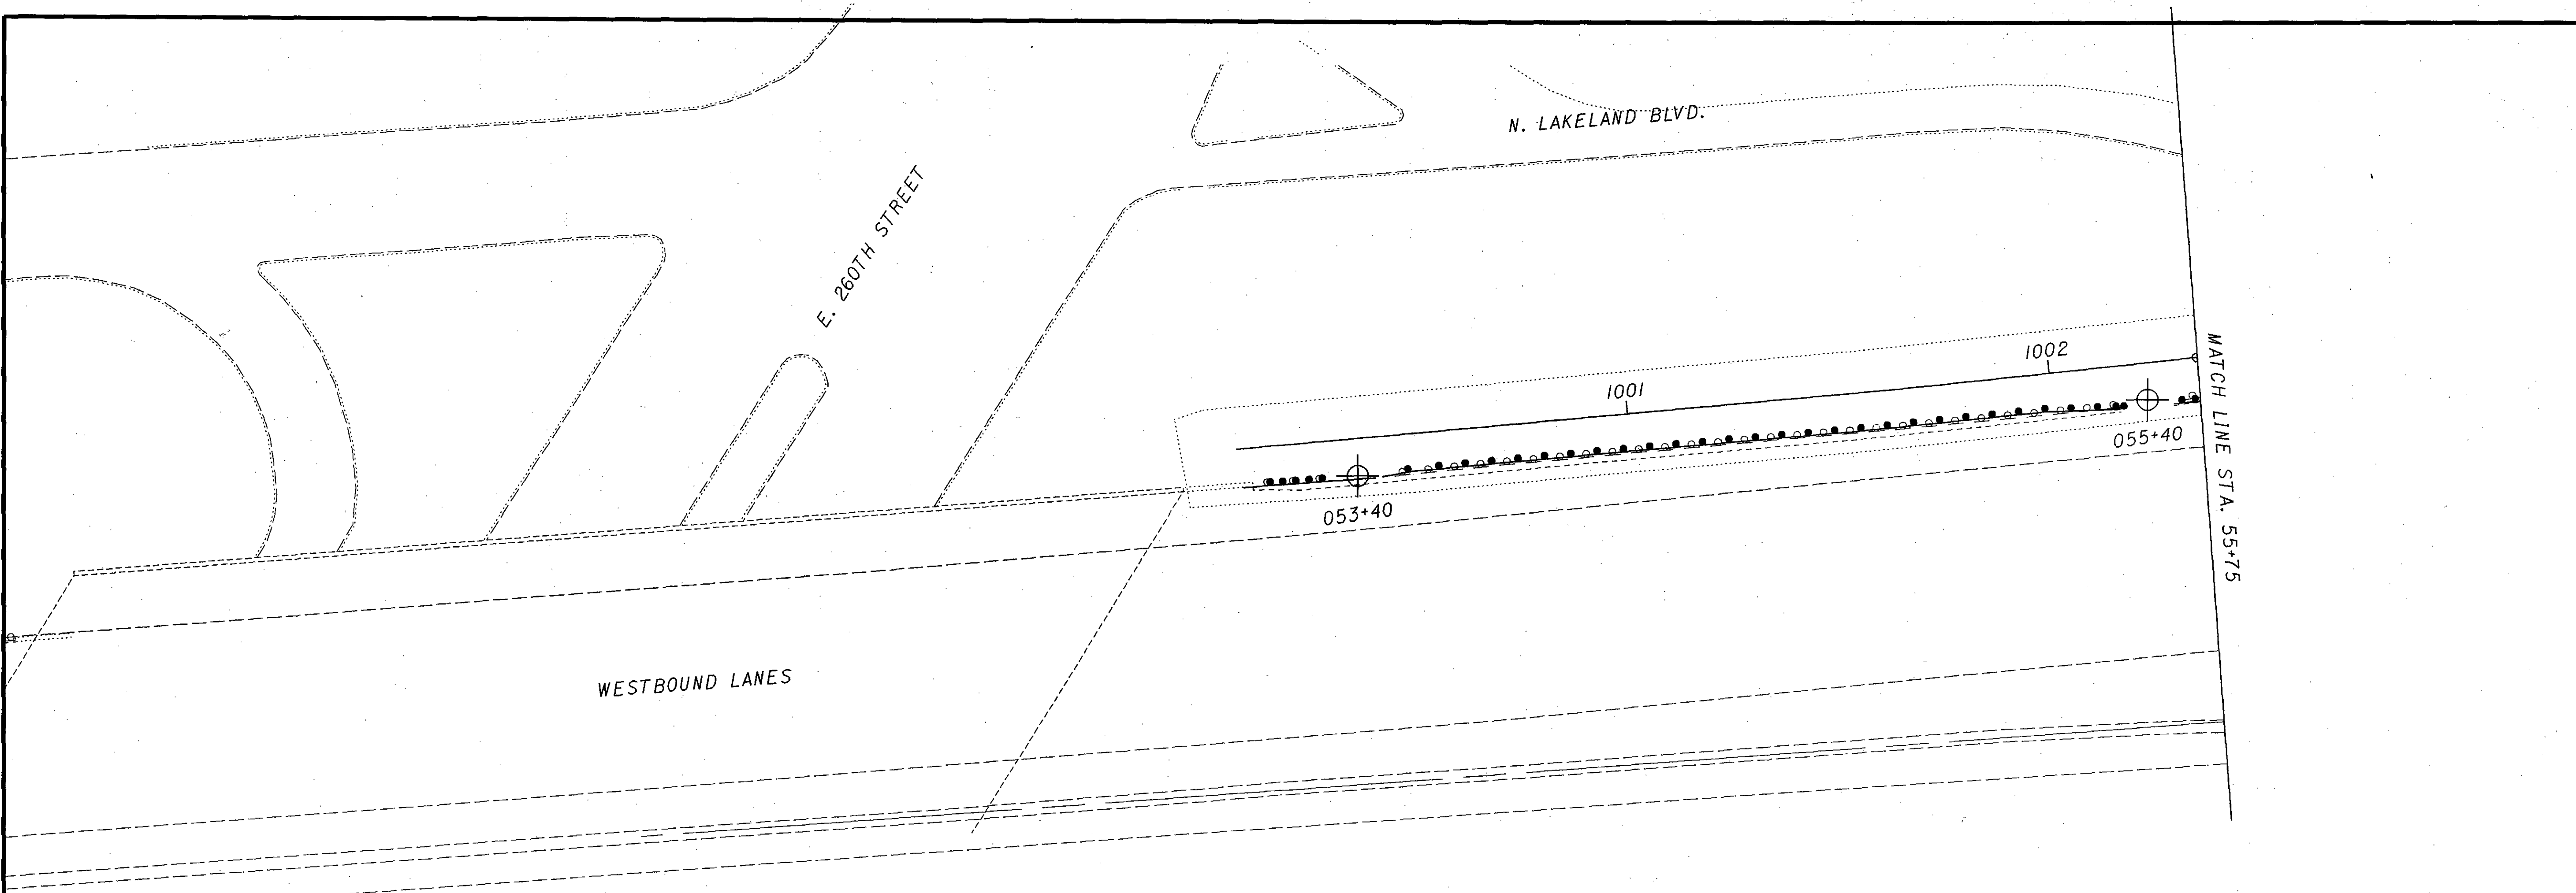 N. LAKELAND BLVD.
E. 260TH STREET
1002
1001
MATCH LINE STA. 55+75
055+40
053+40
WESTBOUND LANES